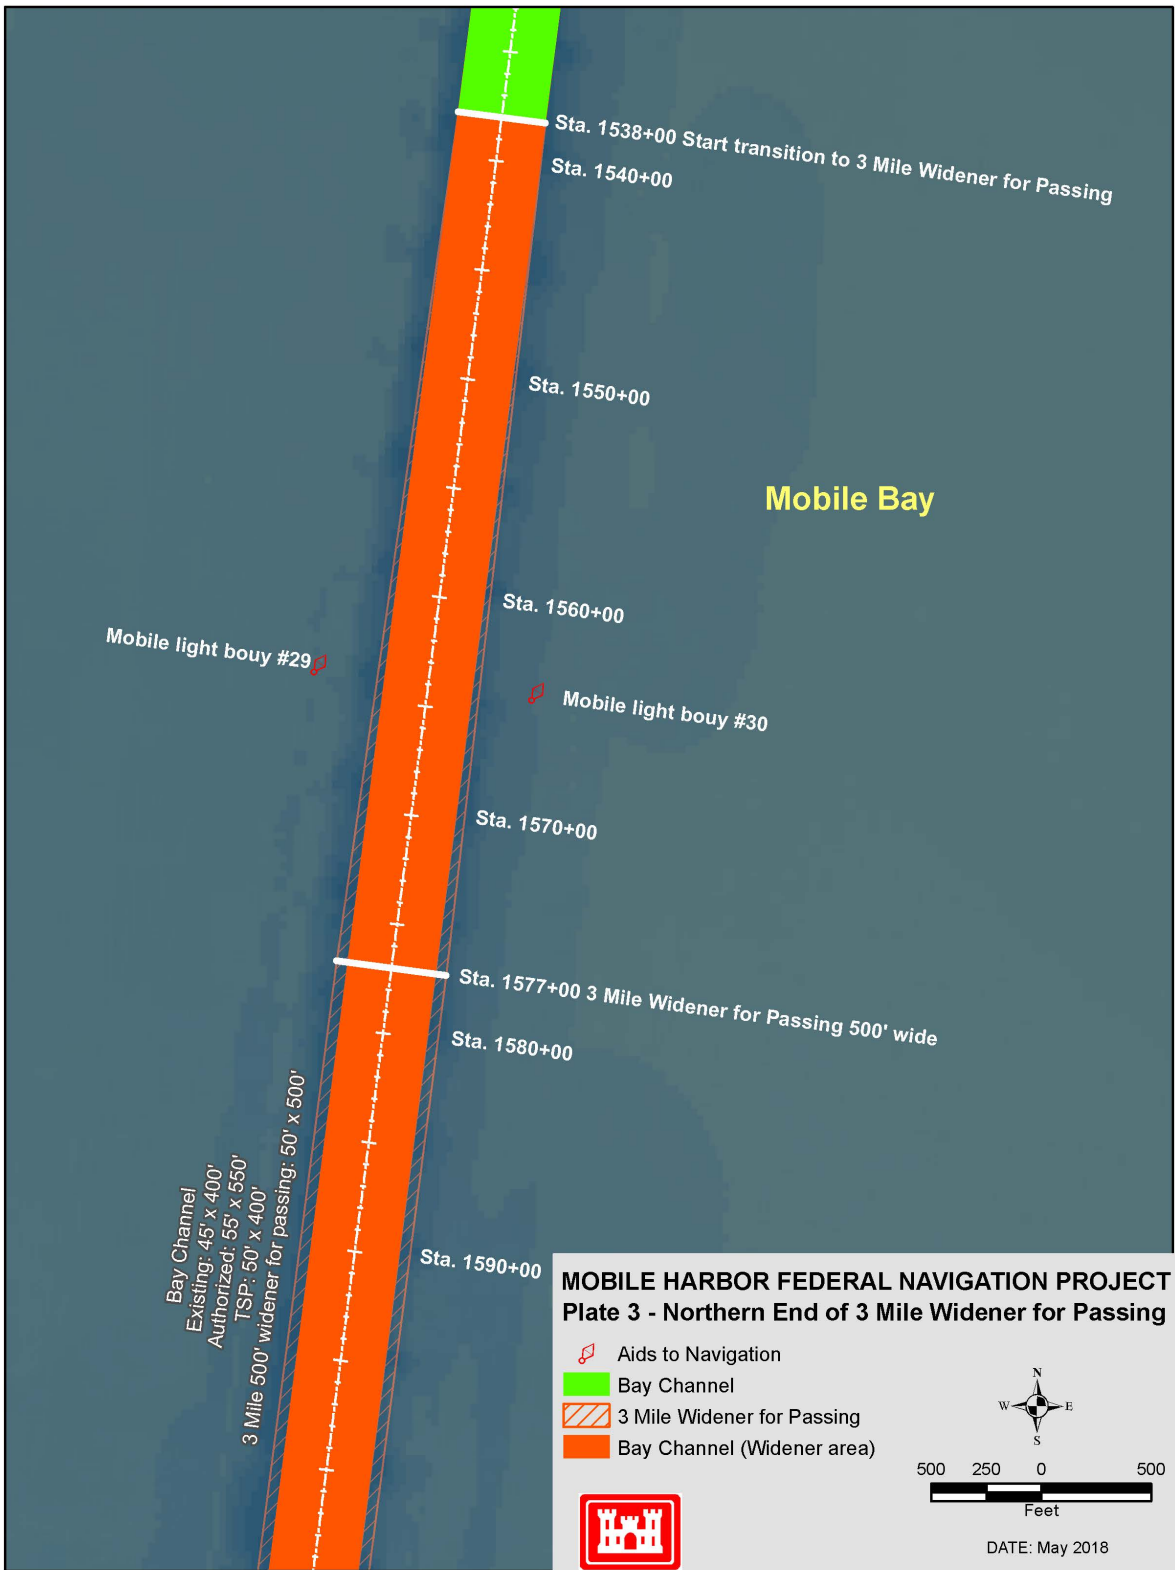 Sta. 1538+00 Start transition to 3 Mile Widener for Passing
Sta. 1540+00
Sta. 1550+00
Mobile Bay
Sta. 1560+00
Mobile light bouy #29
Mobile light bouy #30
Sta. 1570+00
Sta. 1577+00 3 Mile Widener for Passing 500' wide
Sta. 1580+00
Bay Channel
Existing: 45' x 400'
Authorized: 55' x 550'
TSP: 50' x 400'
3 Mile 500' widener for passing: 50' x 500'
Sta. 1590+00
MOBILE HARBOR FEDERAL NAVIGATION PROJECT
Plate 3 - Northern End of 3 Mile Widener for Passing
Aids to Navigation
Bay Channel
3 Mile Widener for Passing
Bay Channel (Widener area)
N
W E
S
500 250 0 500
Feet
DATE: May 2018